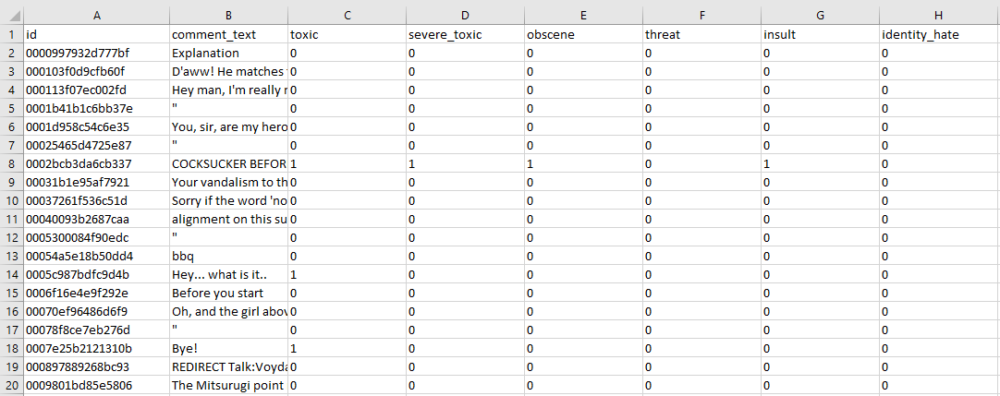 A B C D E F G H
1 id comment_text toxic severe_toxic obscene threat insult identity_hate
2 0000997932d777bf Explanation 0 0 0 0 0 0
3 000103f0d9cfb60f D'aww! He matches 0 0 0 0 0 0
4 000113f07ec002fd Hey man, I'm really 0 0 0 0 0 0
5 0001b41b1c6bb37e " 0 0 0 0 0 0
6 0001d958c54c6e35 You, sir, are my hero 0 0 0 0 0 0
7 00025465d4725e87 " 0 0 0 0 0 0
8 0002bcb3da6cb337 COCKSUCKER BEFOR 1 1 1 0 1 0
9 00031b1e95af7921 Your vandalism to th 0 0 0 0 0 0
10 00037261f536c51d Sorry if the word 'no 0 0 0 0 0 0
11 00040093b2687caa alignment on this su 0 0 0 0 0 0
12 0005300084f90edc " 0 0 0 0 0 0
13 00054a5e18b50dd4 bbq 0 0 0 0 0 0
14 0005c987bdfc9d4b Hey... what is it.. 1 0 0 0 0 0
15 0006f16e4e9f292e Before you start 0 0 0 0 0 0
16 00070ef96486d6f9 Oh, and the girl abov 0 0 0 0 0 0
17 00078f8ce7eb276d " 0 0 0 0 0 0
18 0007e25b2121310b Bye! 1 0 0 0 0 0
19 000897889268bc93 REDIRECT Talk:Voyda 0 0 0 0 0 0
20 0009801bd85e5806 The Mitsurugi point 0 0 0 0 0 0